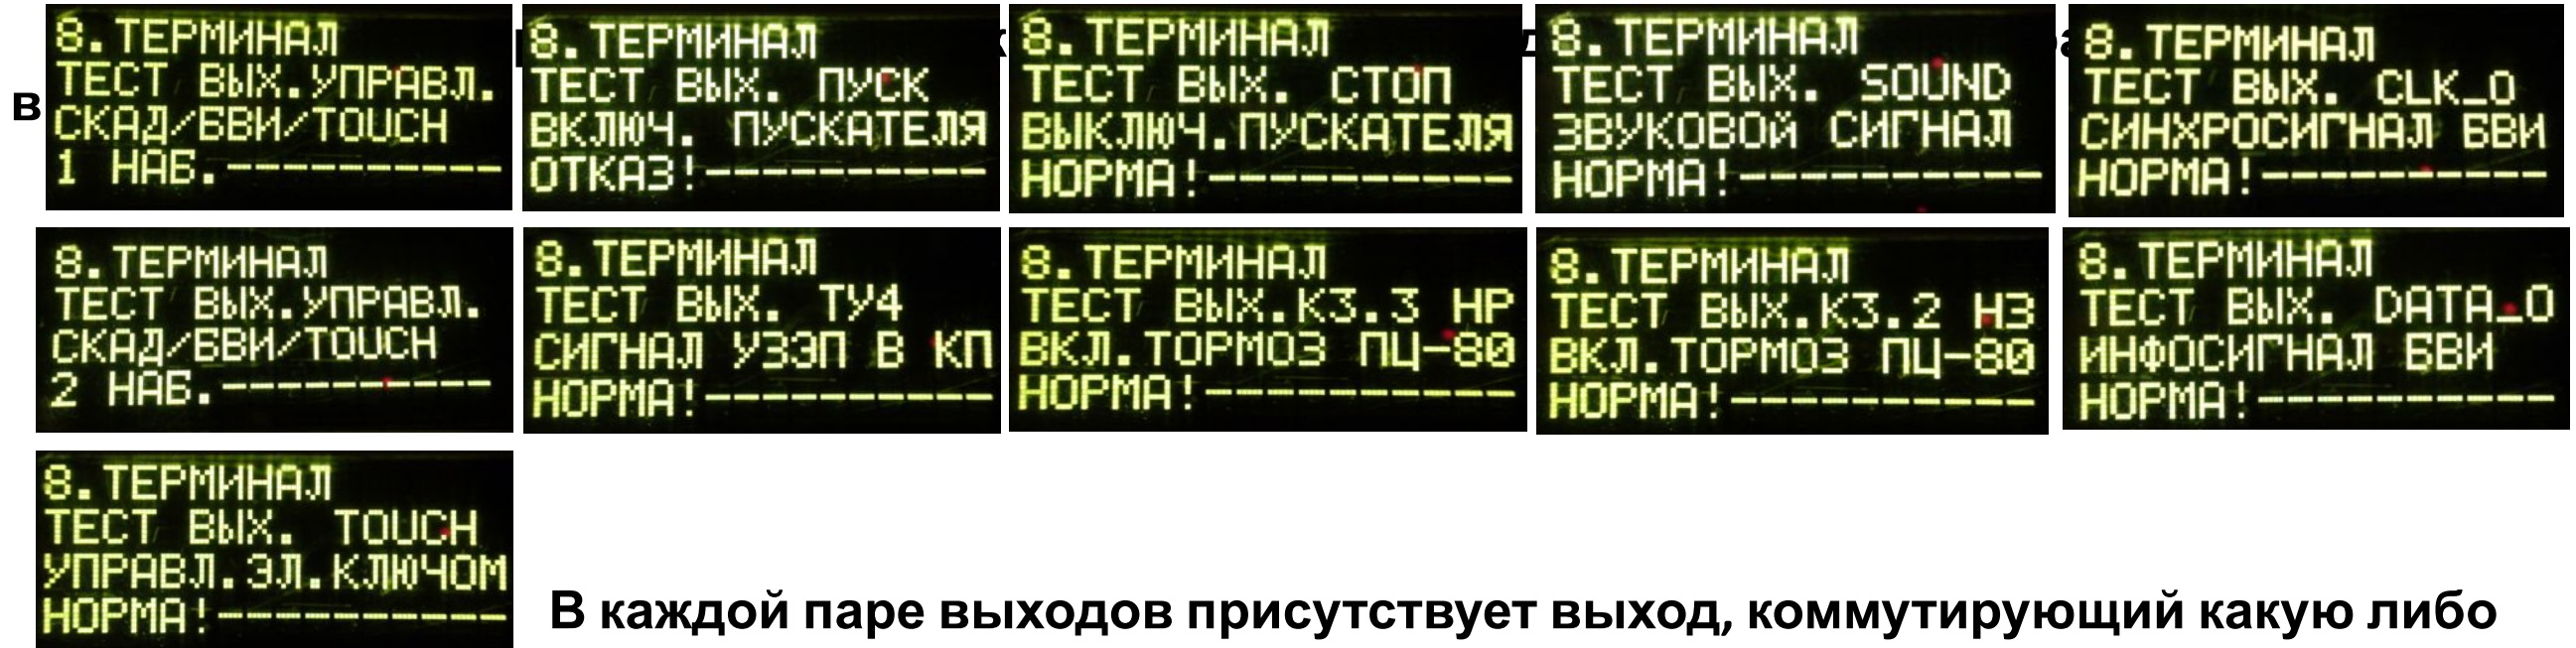 8.ТЕРМИНАЛ
ТЕСТ ВЫХ.УПРАВЛ.
СКАД/БВИ/TOUCH
1 НАБ.----------
8.ТЕРМИНАЛ
ТЕСТ ВЫХ. ПУСК
ВКЛЮЧ. ПУСКАТЕЛЯ
ОТКАЗ!----------
8.ТЕРМИНАЛ
ТЕСТ ВЫХ. СТОП
ВЫКЛЮЧ.ПУСКАТЕЛЯ
НОРМА!----------
8.ТЕРМИНАЛ
ТЕСТ ВЫХ. SOUND
ЗВУКОВОЙ СИГНАЛ
НОРМА!----------
8.ТЕРМИНАЛ
ТЕСТ ВЫХ. CLK_O
СИНХРОСИГНАЛ БВИ
НОРМА!----------
в
8.ТЕРМИНАЛ
ТЕСТ ВЫХ.УПРАВЛ.
СКАД/БВИ/TOUCH
2 НАБ.----------
8.ТЕРМИНАЛ
ТЕСТ ВЫХ. ТУ4
СИГНАЛ УЗЭП В КП
НОРМА!----------
8.ТЕРМИНАЛ
ТЕСТ ВЫХ.К3.3 НР
ВКЛ.ТОРМОЗ ПЦ-80
НОРМА!----------
8.ТЕРМИНАЛ
ТЕСТ ВЫХ.К3.2 НЗ
ВКЛ.ТОРМОЗ ПЦ-80
НОРМА!----------
8.ТЕРМИНАЛ
ТЕСТ ВЫХ. DATA_O
ИНФОСИГНАЛ БВИ
НОРМА!----------
8.ТЕРМИНАЛ
ТЕСТ ВЫХ. TOUCH
УПРАВЛ.ЭЛ.КЛЮЧОМ
НОРМА!----------
В каждой паре выходов присутствует выход, коммутирующий какую либо